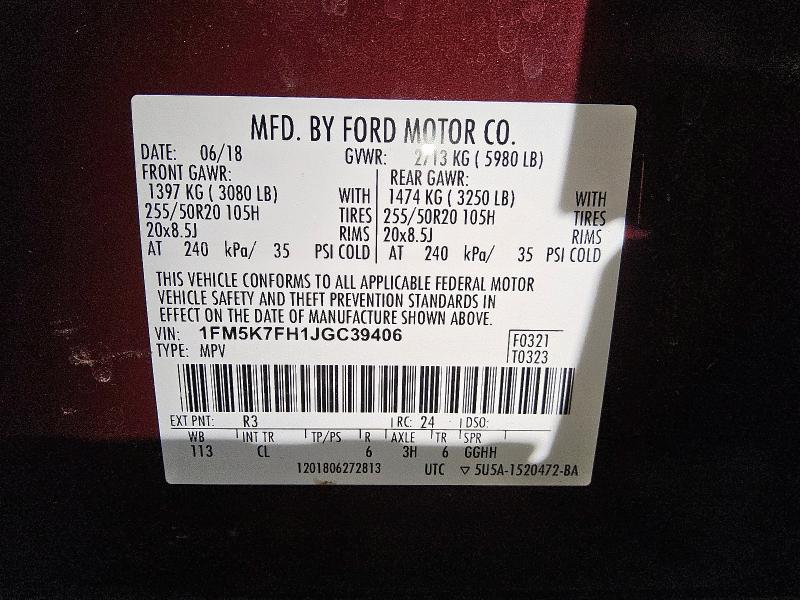 MFD. BY FORD MOTOR CO.
DATE: 06/18 GVWR: 2713 KG ( 5980 LB)
FRONT GAWR: REAR GAWR:
1397 KG ( 3080 LB) WITH 1474 KG ( 3250 LB) WITH
255/50R20 105H TIRES 255/50R20 105H TIRES
20x8.5J RIMS 20x8.5J RIMS
AT 240 kPa/ 35 PSI COLD AT 240 kPa/ 35 PSI COLD
THIS VEHICLE CONFORMS TO ALL APPLICABLE FEDERAL MOTOR
VEHICLE SAFETY AND THEFT PREVENTION STANDARDS IN
EFFECT ON THE DATE OF MANUFACTURE SHOWN ABOVE.
VIN: 1FM5K7FH1JGC39406 F0321
TYPE: MPV T0323
EXT PNT: R3 RC: 24 DSO:
WB INT TR TP/PS R AXLE TR SPR
113 CL 6 3H 6 GGHH
1201806272813 UTC ▽ 5U5A-1520472-BA